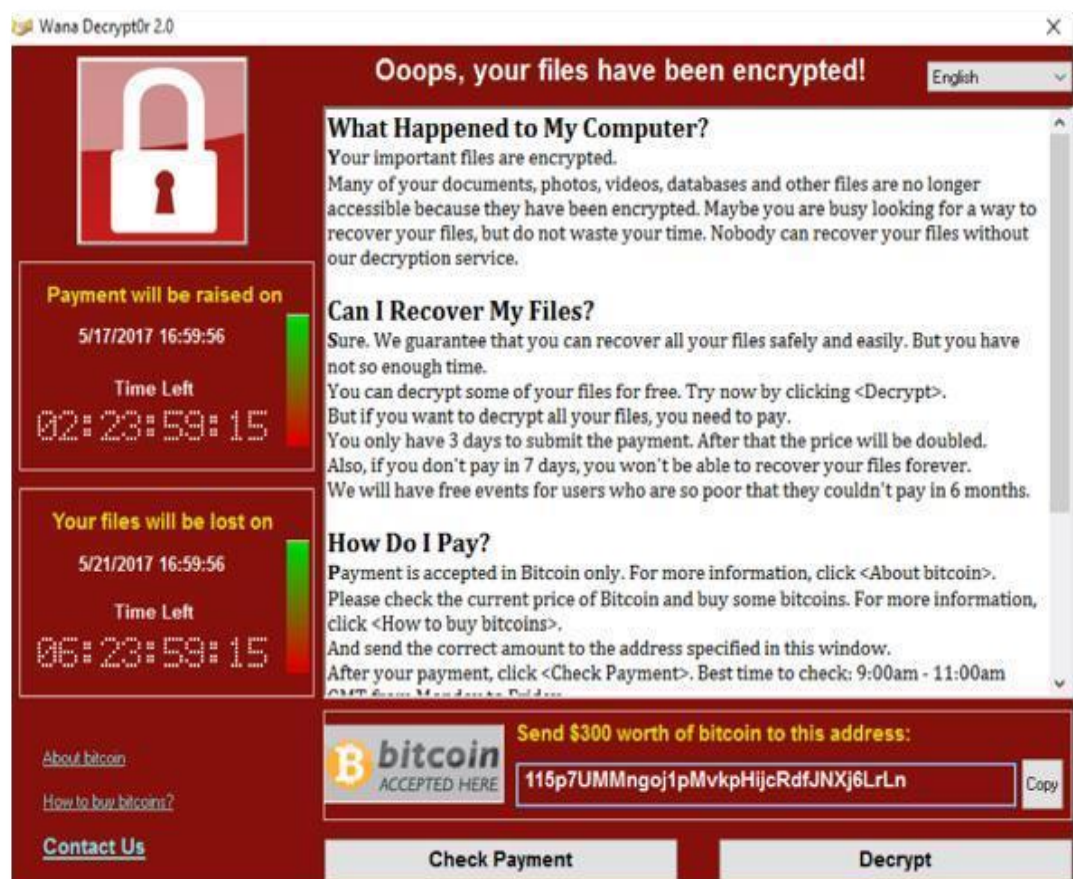 Wana Decrypt0r 2.0
Ooops, your files have been encrypted!
English
What Happened to My Computer?
Your important files are encrypted.
Many of your documents, photos, videos, databases and other files are no longer
accessible because they have been encrypted. Maybe you are busy looking for a way to
recover your files, but do not waste your time. Nobody can recover your files without
our decryption service.
Can I Recover My Files?
Sure. We guarantee that you can recover all your files safely and easily. But you have
not so enough time.
You can decrypt some of your files for free. Try now by clicking <Decrypt>.
But if you want to decrypt all your files, you need to pay.
You only have 3 days to submit the payment. After that the price will be doubled.
Also, if you don't pay in 7 days, you won't be able to recover your files forever.
We will have free events for users who are so poor that they couldn't pay in 6 months.
How Do I Pay?
Payment is accepted in Bitcoin only. For more information, click <About bitcoin>.
Please check the current price of Bitcoin and buy some bitcoins. For more information,
click <How to buy bitcoins>.
And send the correct amount to the address specified in this window.
After your payment, click <Check Payment>. Best time to check: 9:00am - 11:00am
GMT from Monday to Friday
Payment will be raised on
5/17/2017 16:59:56
Time Left
02:23:59:15
Your files will be lost on
5/21/2017 16:59:56
Time Left
06:23:59:15
About bitcoin
How to buy bitcoins?
Contact Us
bitcoin
ACCEPTED HERE
Send $300 worth of bitcoin to this address:
115p7UMMngoj1pMvkpHijcRdfJNXj6LrLn
Copy
Check Payment
Decrypt